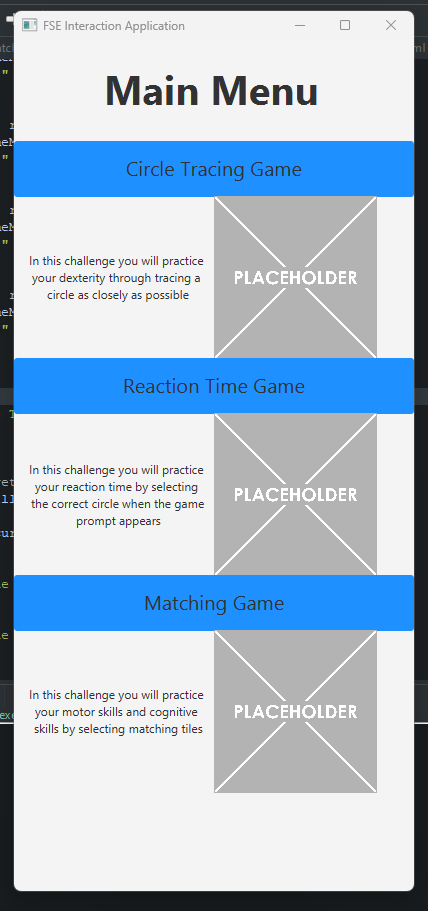 FSE Interaction Application
Main Menu
Circle Tracing Game
In this challenge you will practice
your dexterity through tracing a
circle as closely as possible
PLACEHOLDER
Reaction Time Game
In this challenge you will practice
your reaction time by selecting
the correct circle when the game
prompt appears
PLACEHOLDER
Matching Game
In this challenge you will practice
your motor skills and cognitive
skills by selecting matching tiles
PLACEHOLDER